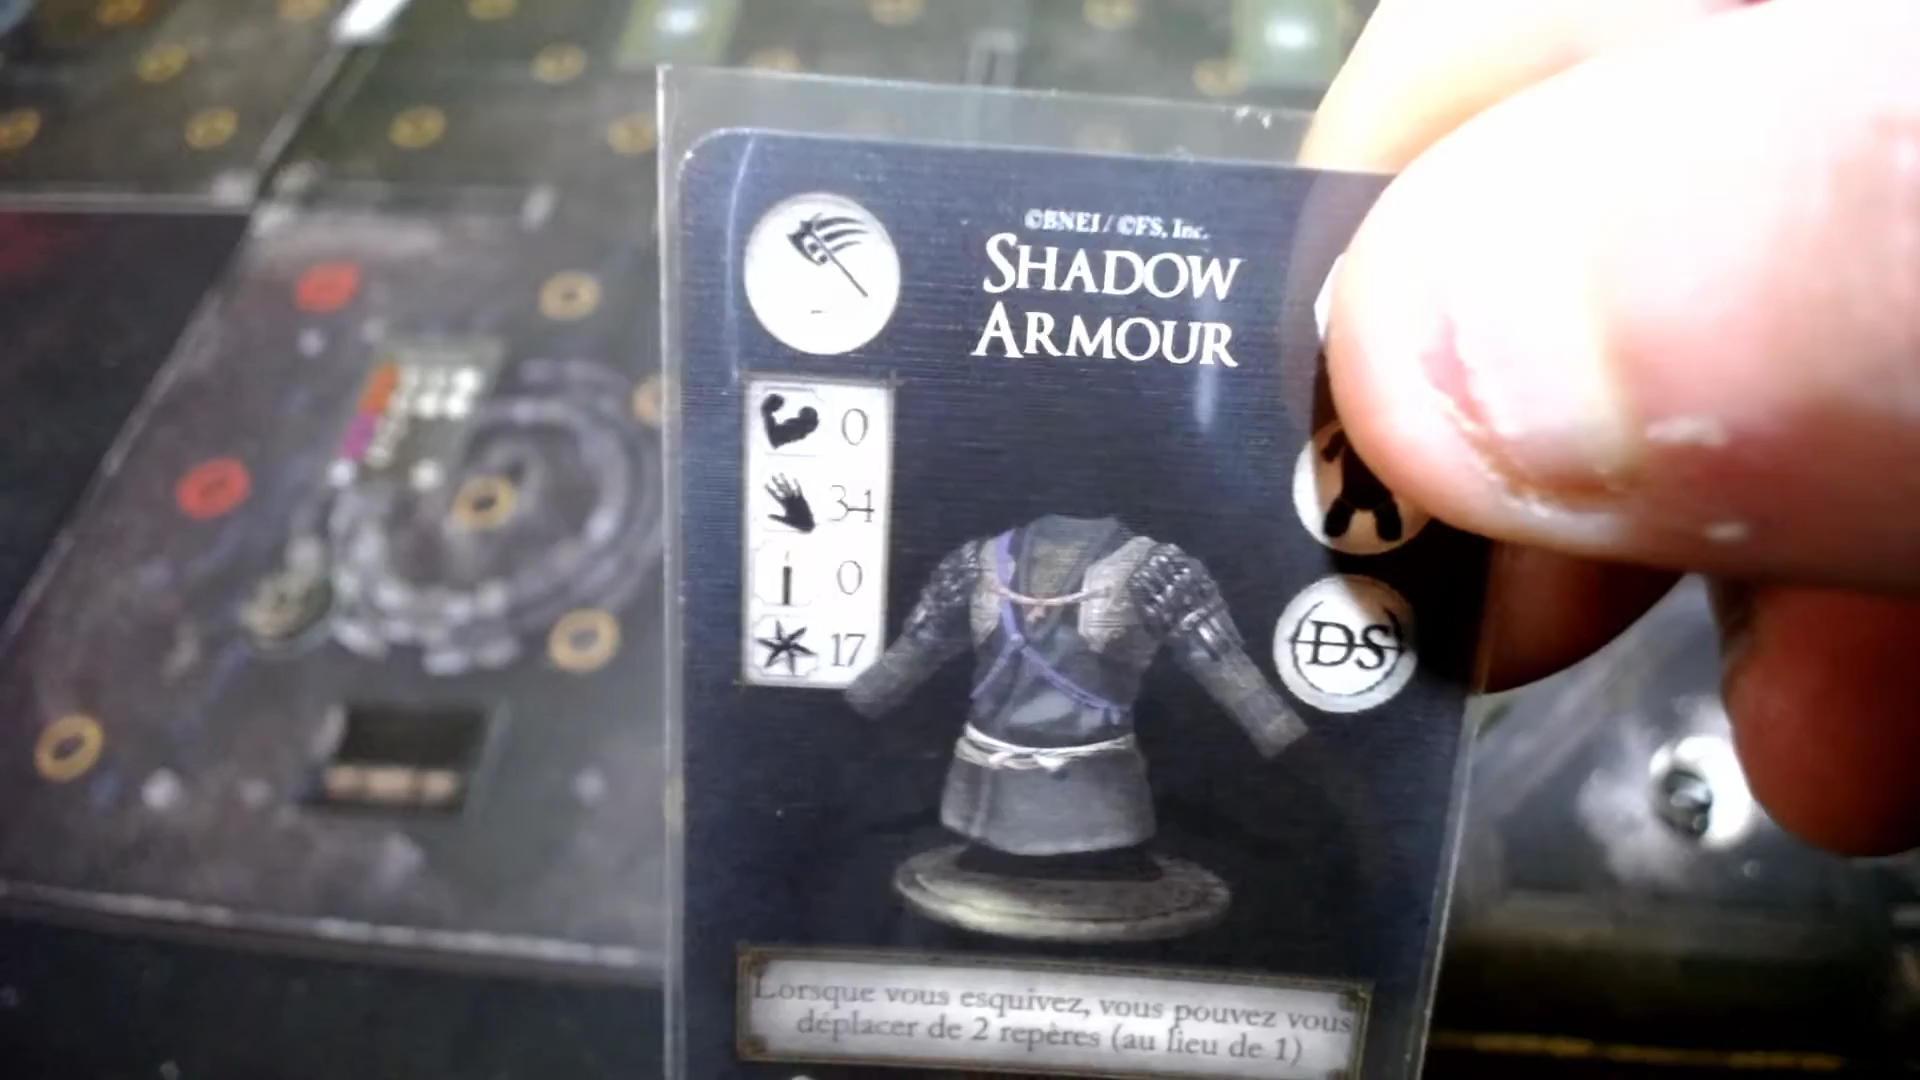 ©BNEI / ©FS, Inc.
SHADOW
ARMOUR
0
34
0
17
DS
Lorsque vous esquivez, vous pouvez vous
déplacer de 2 repères (au lieu de 1)